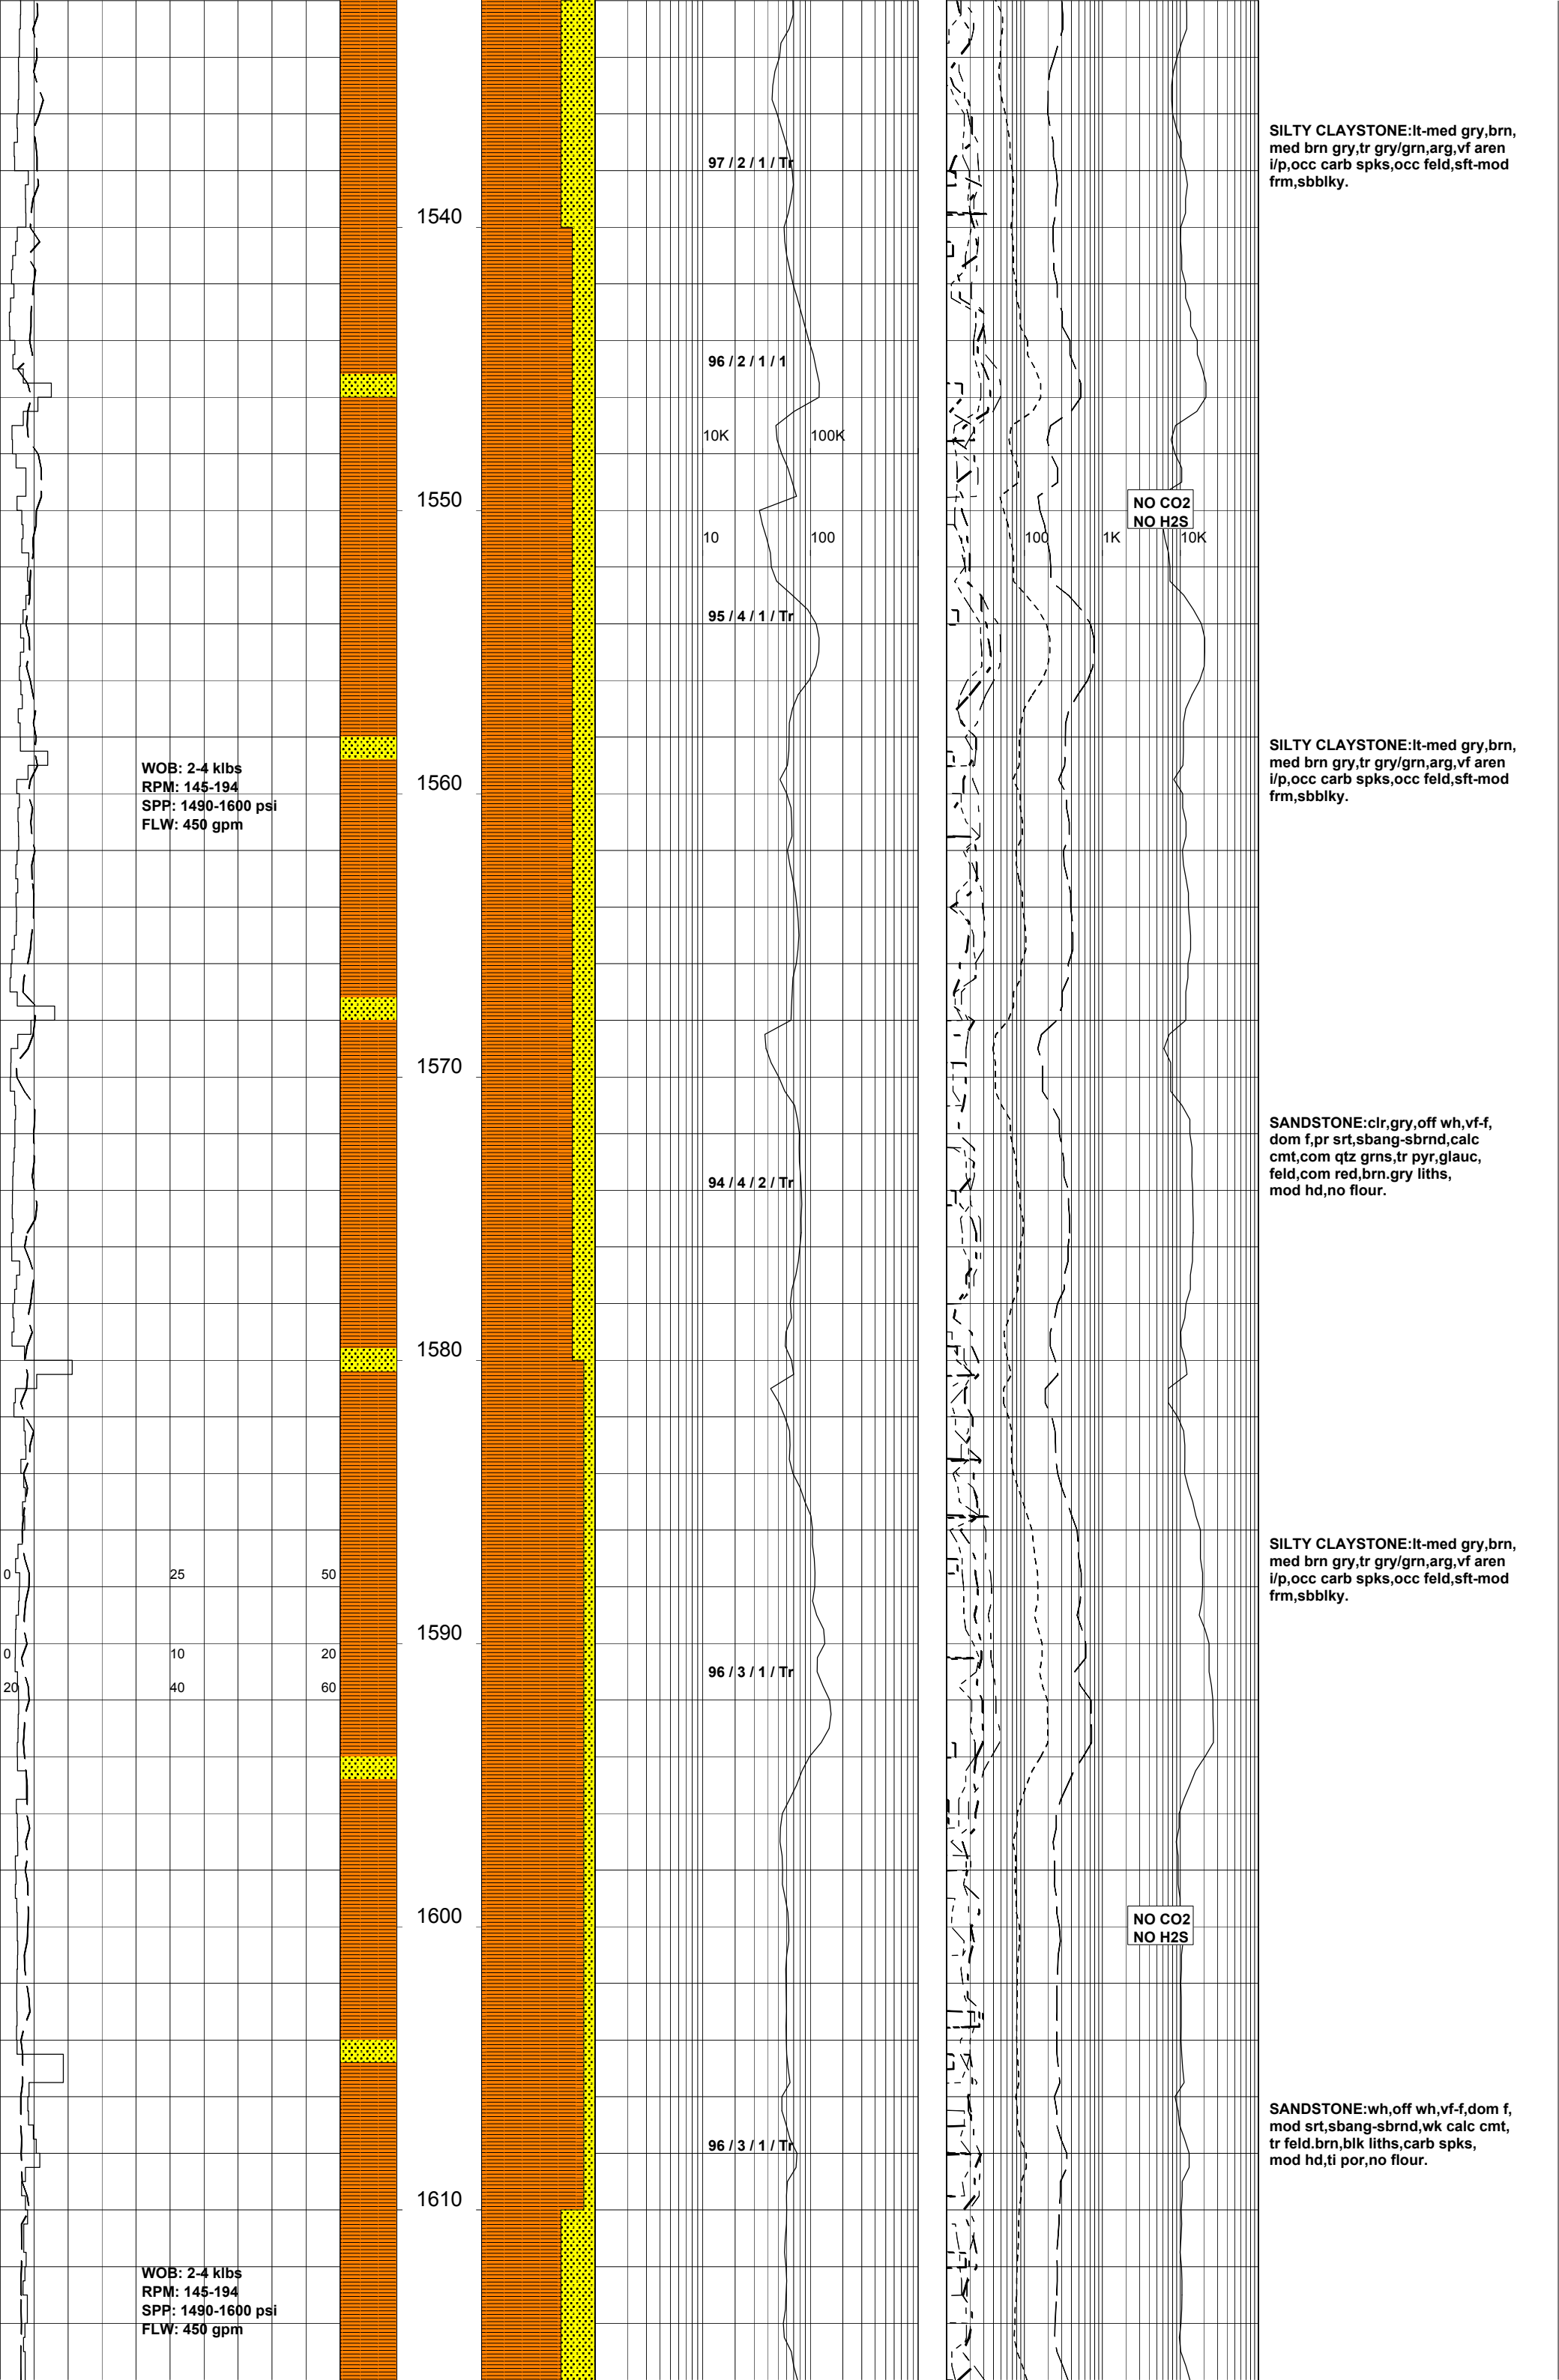 SILTY CLAYSTONE:lt-med gry,brn,
med brn gry,tr gry/grn,arg,vf aren
i/p,occ carb spks,occ feld,sft-mod
frm,sbblky.
97 / 2 / 1 / Tr
1540
96 / 2 / 1 / 1
10K 100K
1550
NO CO2
NO H2S
10 100 100 1K 10K
95 / 4 / 1 / Tr
SILTY CLAYSTONE:lt-med gry,brn,
med brn gry,tr gry/grn,arg,vf aren
i/p,occ carb spks,occ feld,sft-mod
frm,sbblky.
WOB: 2-4 klbs
RPM: 145-194
SPP: 1490-1600 psi
FLW: 450 gpm
1560
1570
SANDSTONE:clr,gry,off wh,vf-f,
dom f,pr srt,sbang-sbrnd,calc
cmt,com qtz grns,tr pyr,glauc,
feld,com red,brn.gry liths,
mod hd,no flour.
94 / 4 / 2 / Tr
1580
SILTY CLAYSTONE:lt-med gry,brn,
med brn gry,tr gry/grn,arg,vf aren
i/p,occ carb spks,occ feld,sft-mod
frm,sbblky.
0 25 50
1590
0 10 20
96 / 3 / 1 / Tr
20 40 60
1600
NO CO2
NO H2S
SANDSTONE:wh,off wh,vf-f,dom f,
mod srt,sbang-sbrnd,wk calc cmt,
tr feld.brn,blk liths,carb spks,
mod hd,ti por,no flour.
96 / 3 / 1 / Tr
1610
WOB: 2-4 klbs
RPM: 145-194
SPP: 1490-1600 psi
FLW: 450 gpm